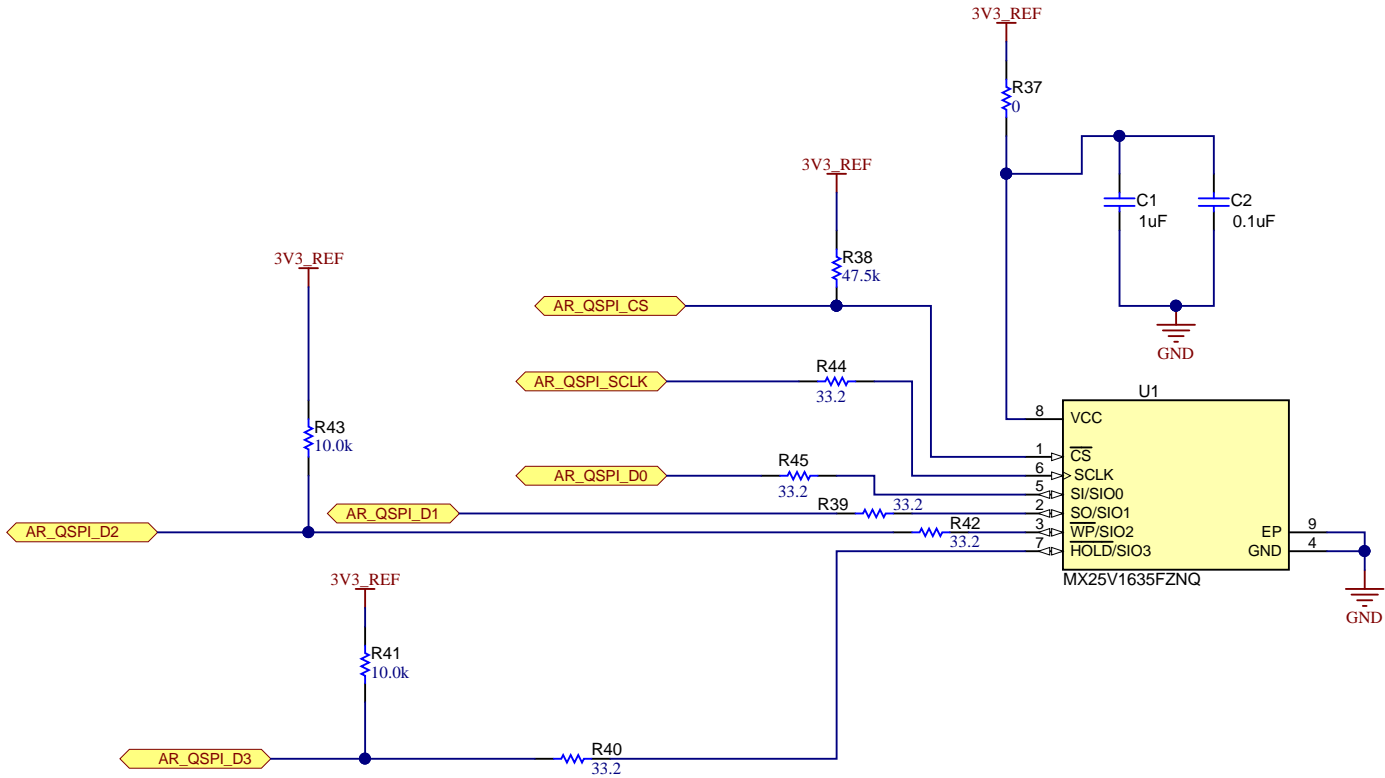 3V3_REF
R37
0
3V3_REF
C1
1uF
C2
0.1uF
R38
47.5k
3V3_REF
AR_QSPI_CS
GND
R44
AR_QSPI_SCLK
33.2
U1
R43
10.0k
8 VCC
1 CS
R45
6 SCLK
AR_QSPI_D0
33.2
5 SI/SIO0
R39
33.2
AR_QSPI_D1
2 SO/SIO1
R42
AR_QSPI_D2
33.2
3 WP/SIO2
EP 9
7 HOLD/SIO3
GND 4
3V3_REF
MX25V1635FZNQ
GND
R41
10.0k
R40
AR_QSPI_D3
33.2